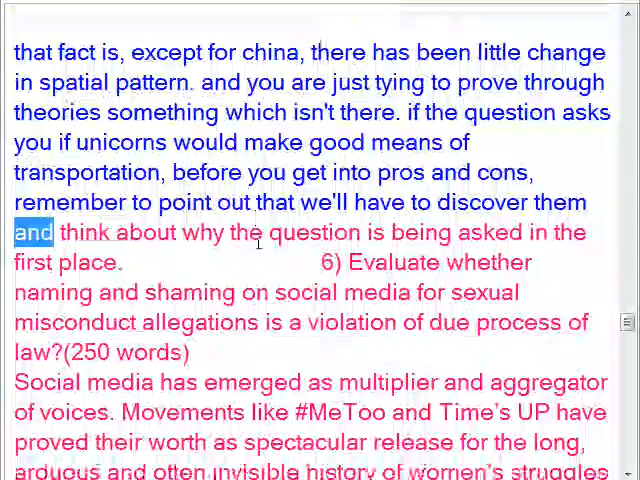 that fact is, except for china, there has been little change
in spatial pattern. and you are just tying to prove through
theories something which isn't there. if the question asks
you if unicorns would make good means of
transportation, before you get into pros and cons,
remember to point out that we'll have to discover them
and think about why the question is being asked in the
first place. 6) Evaluate whether
naming and shaming on social media for sexual
misconduct allegations is a violation of due process of
law?(250 words)
Social media has emerged as multiplier and aggregator
of voices. Movements like #MeToo and Time's UP have
proved their worth as spectacular release for the long,
arduous and often invisible history of women's struggles